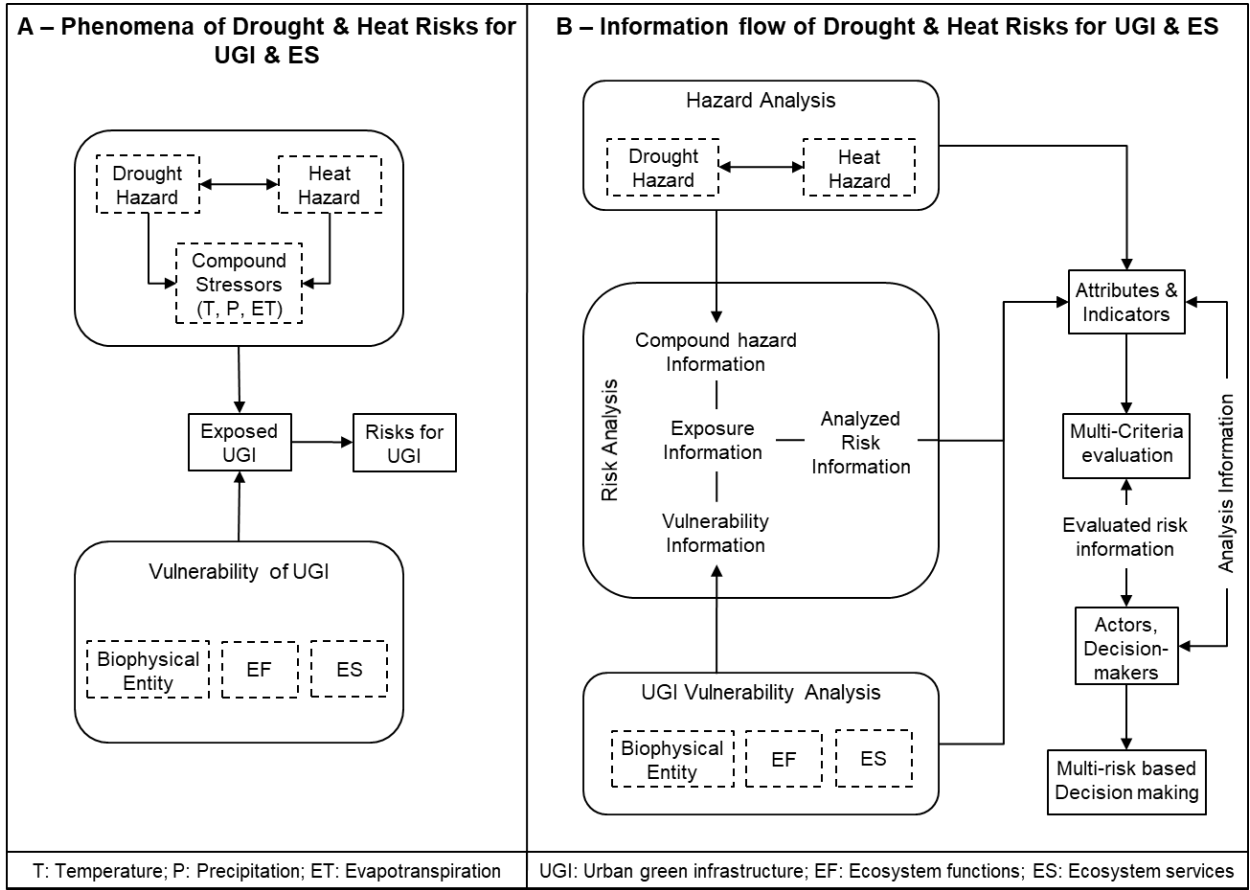 A – Phenomena of Drought & Heat Risks for
UGI & ES
Drought
Hazard
Heat
Hazard
Compound
Stressors
(T, P, ET)
Exposed
UGI
Risks for
UGI
Vulnerability of UGI
Biophysical
Entity
EF
ES
T: Temperature; P: Precipitation; ET: Evapotranspiration
B – Information flow of Drought & Heat Risks for UGI & ES
Hazard Analysis
Drought
Hazard
Heat
Hazard
Risk Analysis
Compound hazard
Information
Exposure
Information
Vulnerability
Information
Analyzed
Risk
Information
UGI Vulnerability Analysis
Biophysical
Entity
EF
ES
Attributes &
Indicators
Multi-Criteria
evaluation
Evaluated risk
information
Analysis Information
Actors,
Decision-
makers
Multi-risk based
Decision making
UGI: Urban green infrastructure; EF: Ecosystem functions; ES: Ecosystem services